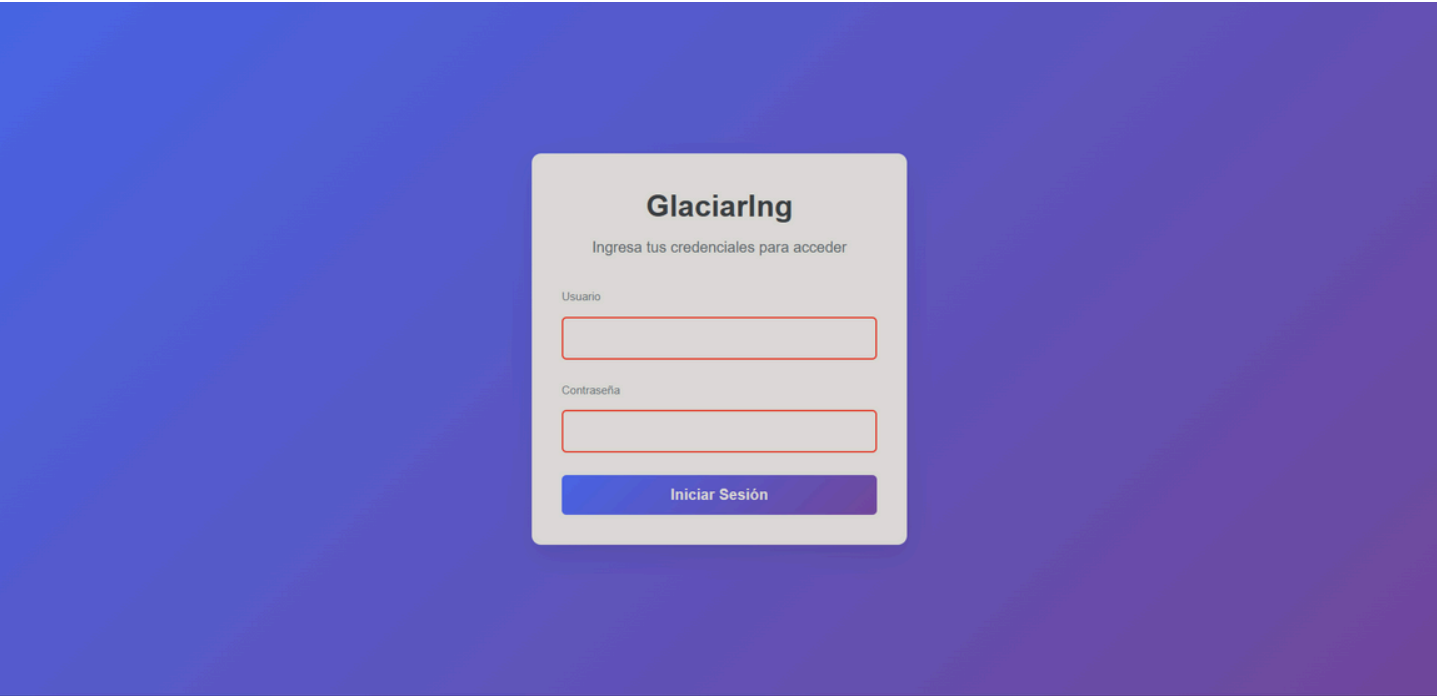 GlaciarIng
Ingresa tus credenciales para acceder
Usuario
Contraseña
Iniciar Sesión